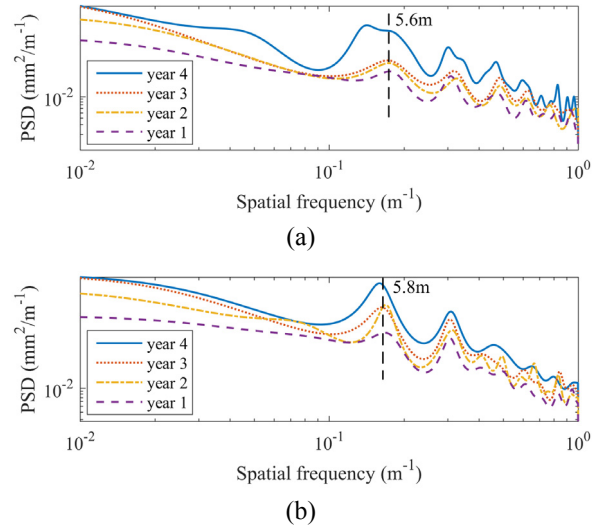 PSD (mm²/m⁻¹)
10⁻²
5.6m
year 4
year 3
year 2
year 1
10⁻² 10⁻¹ 10⁰
Spatial frequency (m⁻¹)
(a)
PSD (mm²/m⁻¹)
10⁻²
5.8m
year 4
year 3
year 2
year 1
10⁻² 10⁻¹ 10⁰
Spatial frequency (m⁻¹)
(b)